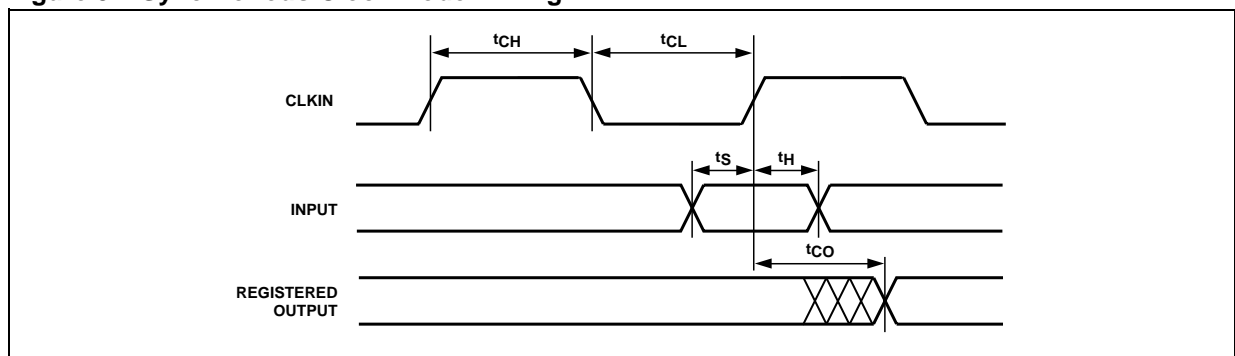 tCH
tCL
CLKIN
tS
tH
INPUT
tCO
REGISTERED
OUTPUT